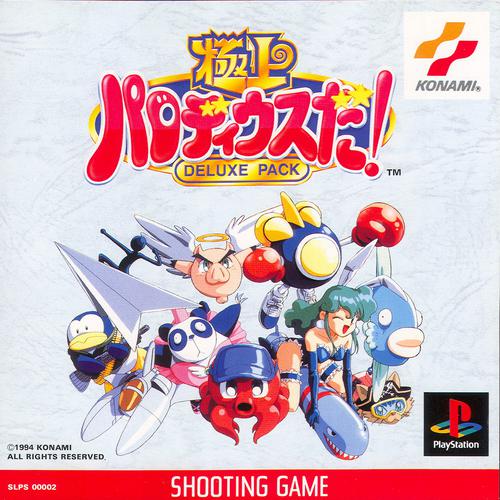 極上
KONAMI®
パロディウスだ!
DELUXE PACK
TM
©1994 KONAMI
ALL RIGHTS RESERVED.
PlayStation
SLPS 00002
SHOOTING GAME